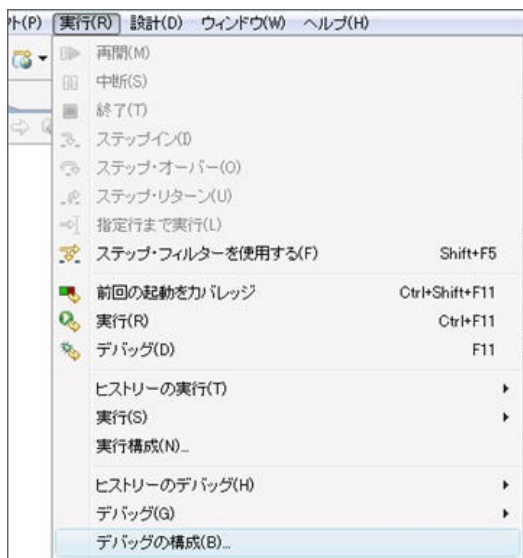 ト(P) 実行(R) 設計(D) ウィンドウ(W) ヘルプ(H)
再開(M)
中断(S)
終了(T)
ステップイン(I)
ステップ・オーバー(O)
ステップ・リターン(U)
指定行まで実行(L)
ステップ・フィルターを使用する(F) Shift+F5
前回の起動をカバレッジ Ctrl+Shift+F11
実行(R) Ctrl+F11
デバッグ(D) F11
ヒストリーの実行(T)
実行(S)
実行構成(N)...
ヒストリーのデバッグ(H)
デバッグ(G)
デバッグの構成(B)...